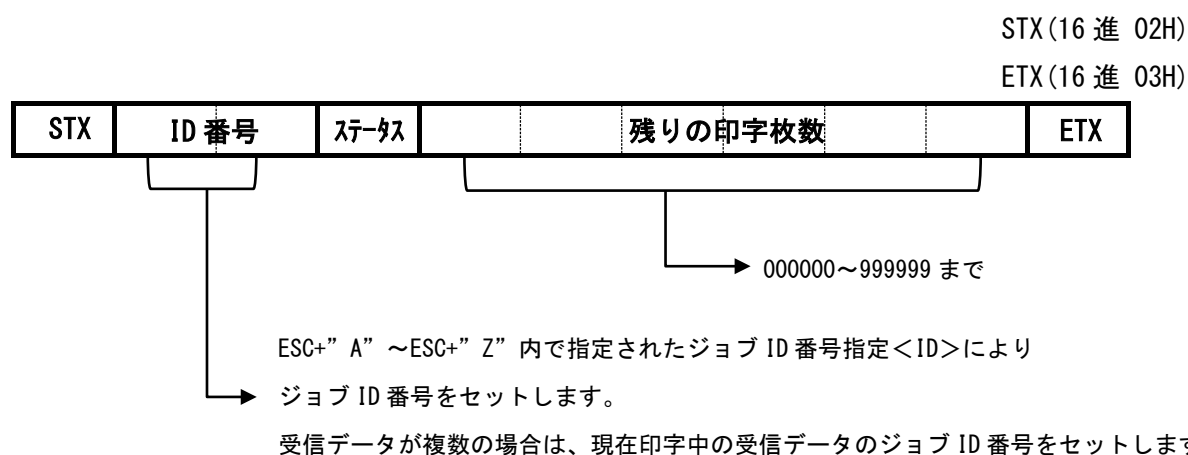 STX(16 進 02H)
ETX(16 進 03H)
STX ID 番号 ｽﾃｰﾀｽ 残りの印字枚数 ETX
000000～999999 まで
ESC+”A”～ESC+”Z”内で指定されたジョブ ID 番号指定＜ID＞により
ジョブ ID 番号をセットします。
受信データが複数の場合は、現在印字中の受信データのジョブ ID 番号をセットします